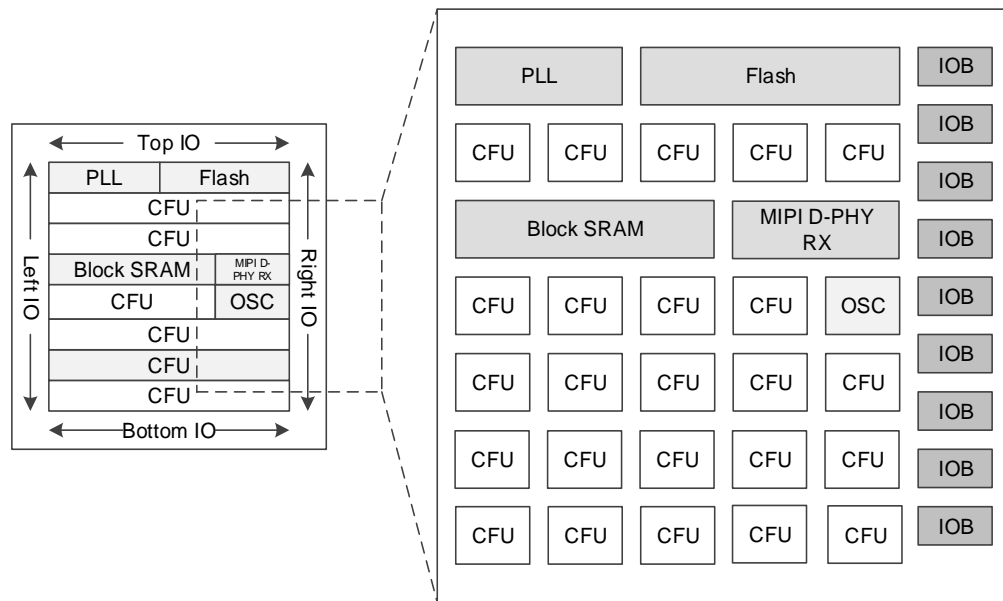 Top IO
PLL Flash
CFU
CFU
Block SRAM MIPI D-
PHY RX
CFU OSC
CFU
CFU
CFU
Bottom IO
Left IO
Right IO
PLL Flash IOB
IOB
CFU CFU CFU CFU CFU
IOB
Block SRAM MIPI D-PHY
RX
IOB
CFU CFU CFU CFU OSC IOB
IOB
CFU CFU CFU CFU CFU
IOB
CFU CFU CFU CFU CFU IOB
CFU CFU CFU CFU CFU IOB